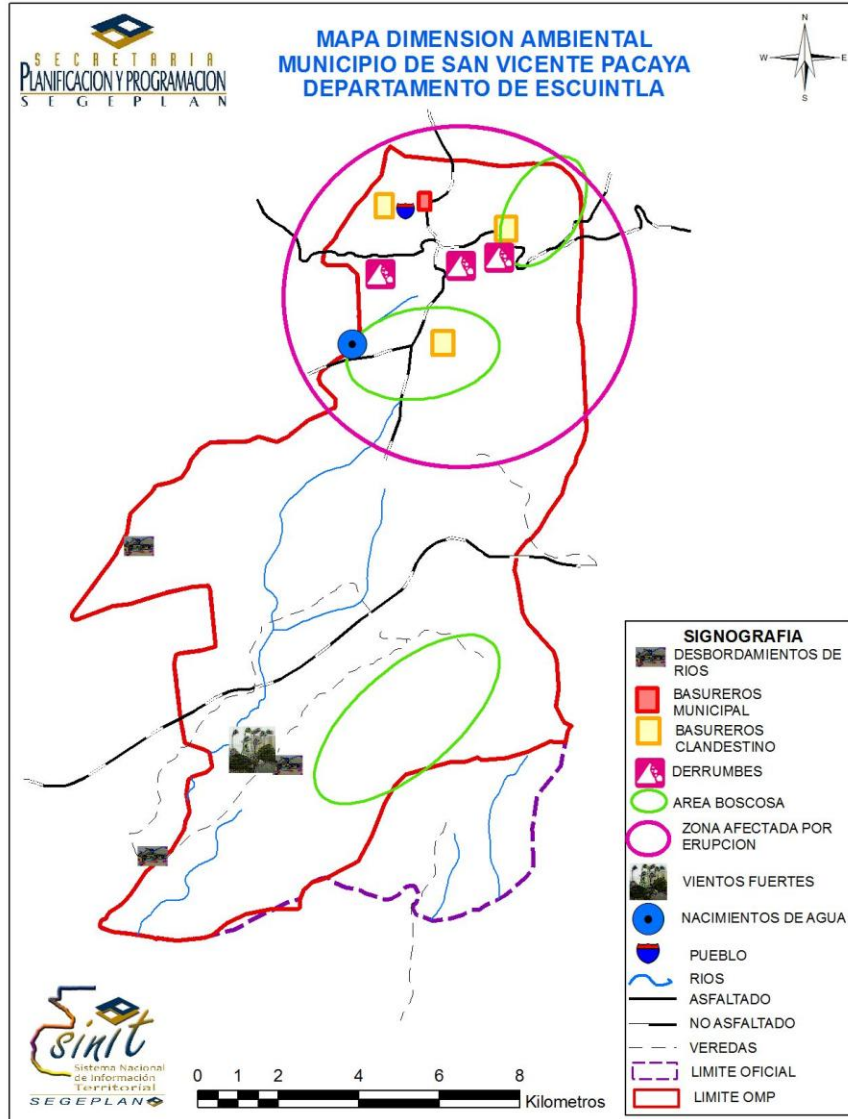 SECRETARIA
PLANIFICACION Y PROGRAMACION
SEGEPLAN
MAPA DIMENSION AMBIENTAL
MUNICIPIO DE SAN VICENTE PACAYA
DEPARTAMENTO DE ESCUINTLA
N
W E
S
SIGNOGRAFIA
DESBORDAMIENTOS DE
RIOS
BASUREROS
MUNICIPAL
BASUREROS
CLANDESTINO
DERRUMBES
AREA BOSCOSA
ZONA AFECTADA POR
ERUPCION
VIENTOS FUERTES
NACIMIENTOS DE AGUA
PUEBLO
RIOS
ASFALTADO
NO ASFALTADO
VEREDAS
LIMITE OFICIAL
LIMITE OMP
sinit
Sistema Nacional
de Información
Territorial
SEGEPLAN
0 1 2 4 6 8
Kilometros